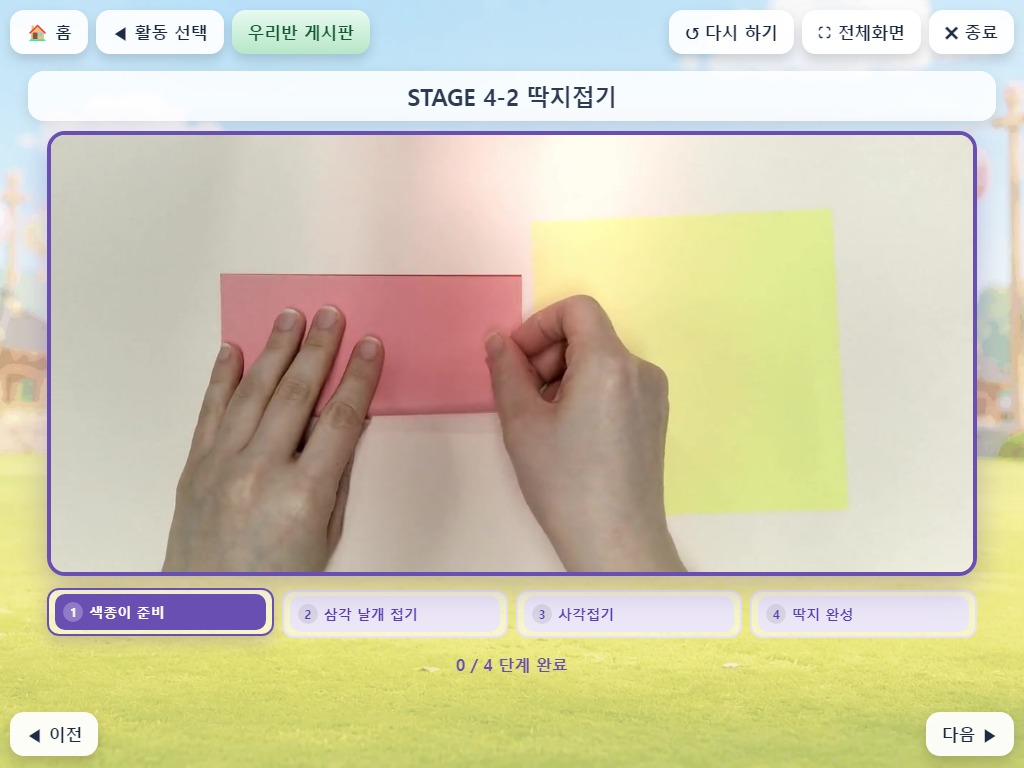 🏠 홈
◀ 활동 선택
우리반 게시판
↺ 다시 하기
⛶ 전체화면
✕ 종료
STAGE 4-2 딱지접기
1 색종이 준비
2 삼각 날개 접기
3 사각접기
4 딱지 완성
0 / 4 단계 완료
◀ 이전
다음 ▶